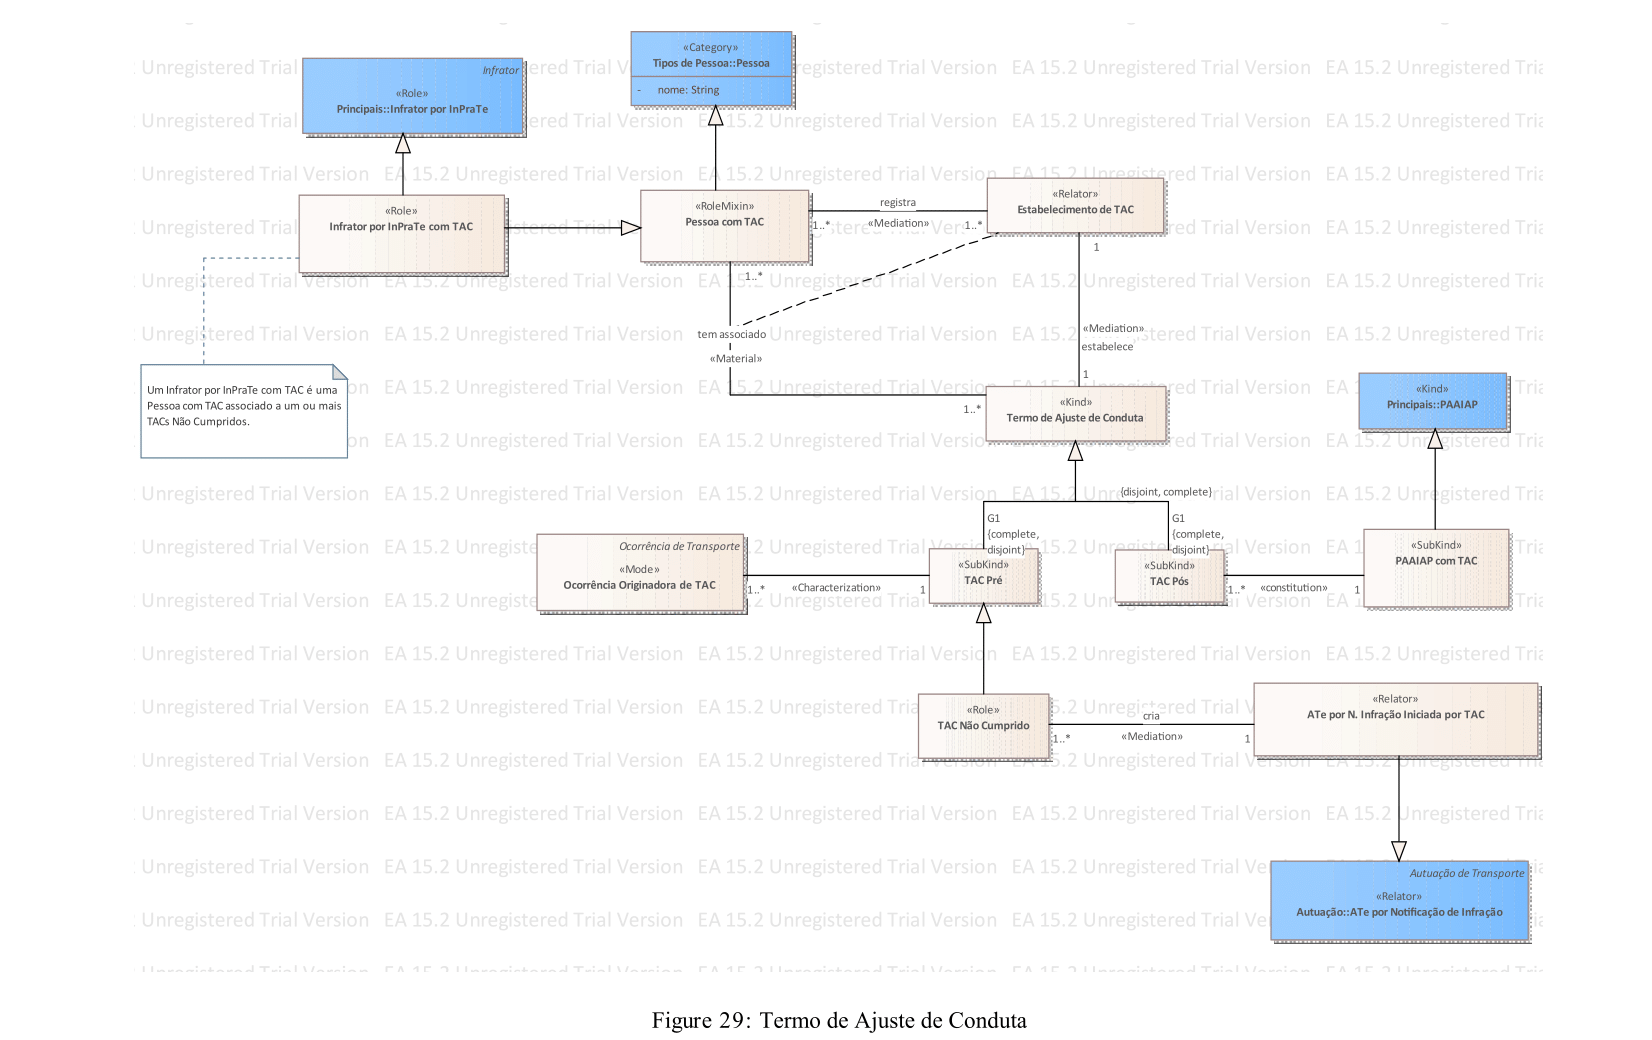 Infrator
«Role»
Principais::Infrator por InPraTe
«Category»
Tipos de Pessoa::Pessoa
- nome: String
«Role»
Infrator por InPraTe com TAC
«RoleMixin»
Pessoa com TAC
registra
1..*
«Mediation»
1..*
«Relator»
Estabelecimento de TAC
1
1..*
tem associado
«Material»
«Mediation»
estabelece
1
1..*
Um Infrator por InPraTe com TAC é uma
Pessoa com TAC associado a um ou mais
TACs Não Cumpridos.
«Kind»
Termo de Ajuste de Conduta
«Kind»
Principais::PAAIAP
{disjoint, complete}
G1
{complete,
disjoint}
G1
{complete,
disjoint}
Ocorrência de Transporte
«Mode»
Ocorrência Originadora de TAC
1..*
«Characterization»
1
«SubKind»
TAC Pré
«SubKind»
TAC Pós
1..*
«constitution»
1
«SubKind»
PAAIAP com TAC
«Role»
TAC Não Cumprido
cria
1..*
«Mediation»
1
«Relator»
ATe por N. Infração Iniciada por TAC
Autuação de Transporte
«Relator»
Autuação::ATe por Notificação de Infração
EA 15.2 Unregistered Trial Version
Figure 29: Termo de Ajuste de Conduta